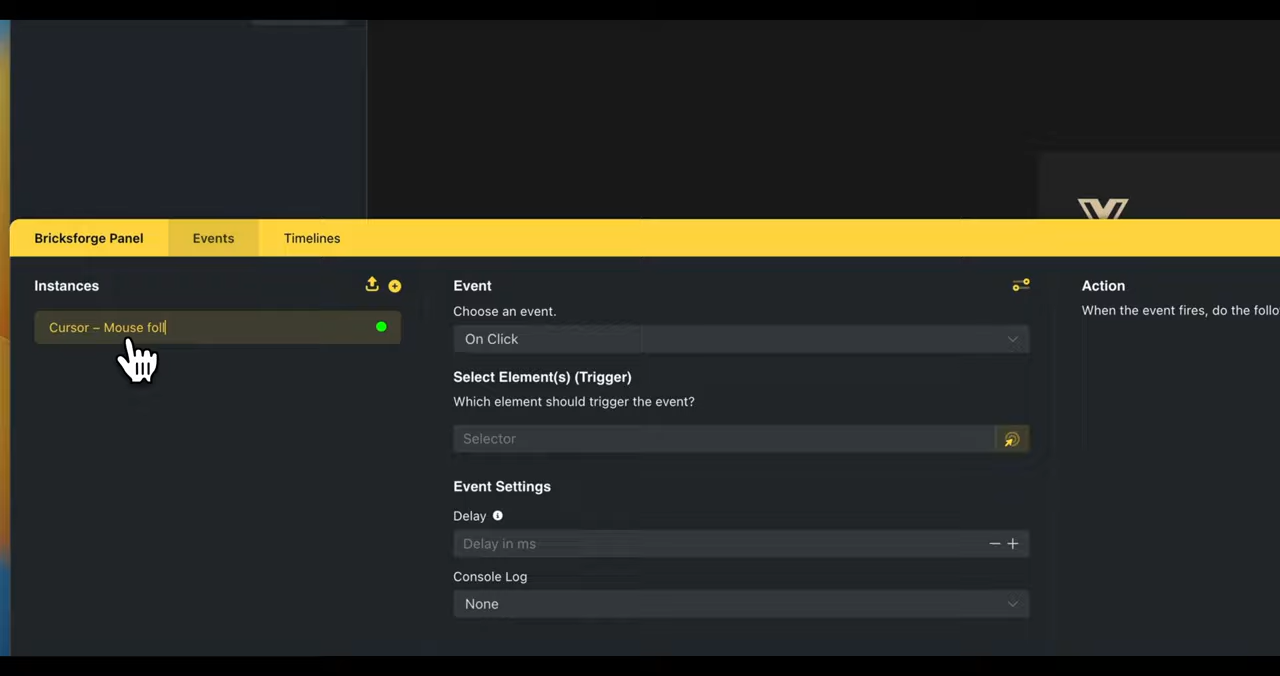 Bricksforge Panel
Events
Timelines
Instances
Cursor – Mouse foll
Event
Choose an event.
On Click
Select Element(s) (Trigger)
Which element should trigger the event?
Selector
Event Settings
Delay
Delay in ms
Console Log
None
Action
When the event fires, do the follo